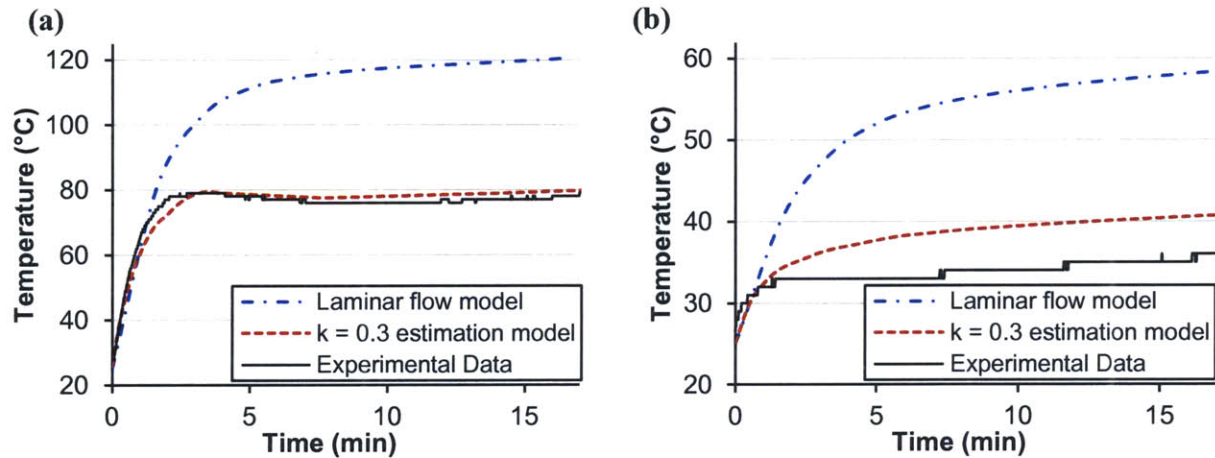 (a)
Temperature (°C)
120
100
80
60
40
20
0
5
10
15
Time (min)
Laminar flow model
k = 0.3 estimation model
Experimental Data
(b)
Temperature (°C)
60
50
40
30
20
0
5
10
15
Time (min)
Laminar flow model
k = 0.3 estimation model
Experimental Data